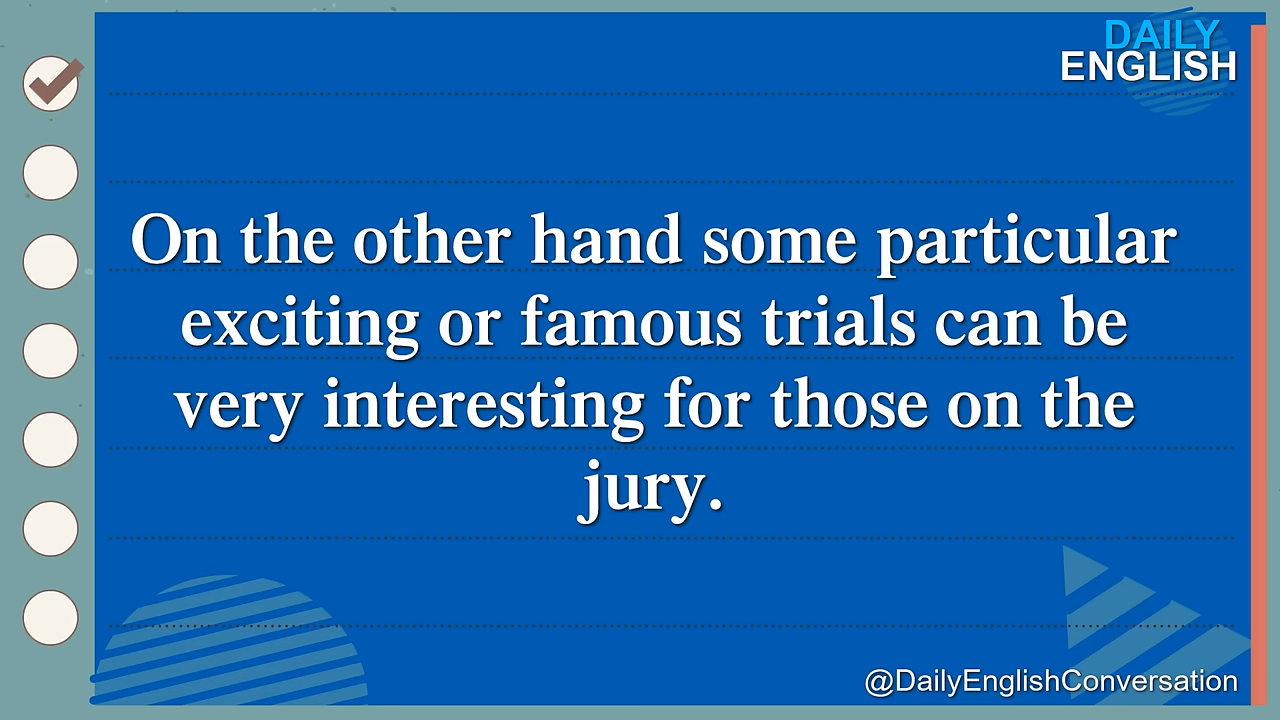 DAILY
ENGLISH
On the other hand some particular
exciting or famous trials can be
very interesting for those on the
jury.
@DailyEnglishConversation